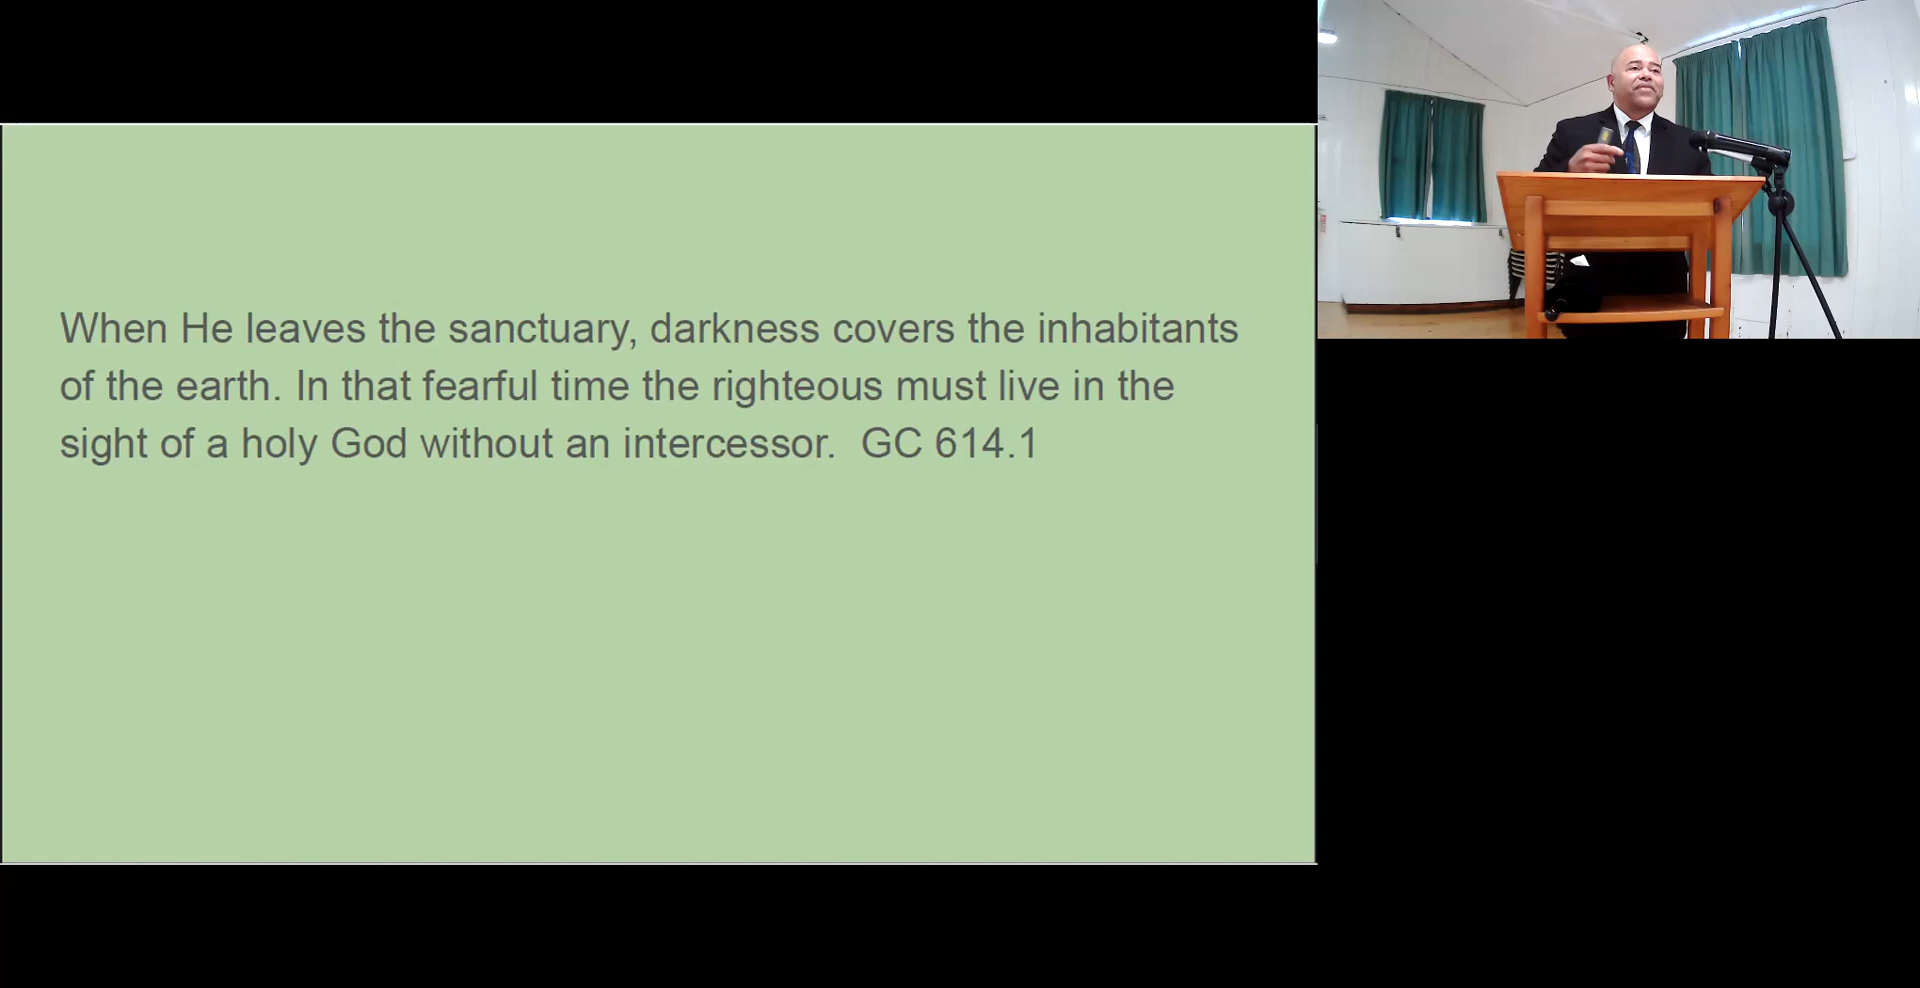 When He leaves the sanctuary, darkness covers the inhabitants
of the earth. In that fearful time the righteous must live in the
sight of a holy God without an intercessor.  GC 614.1